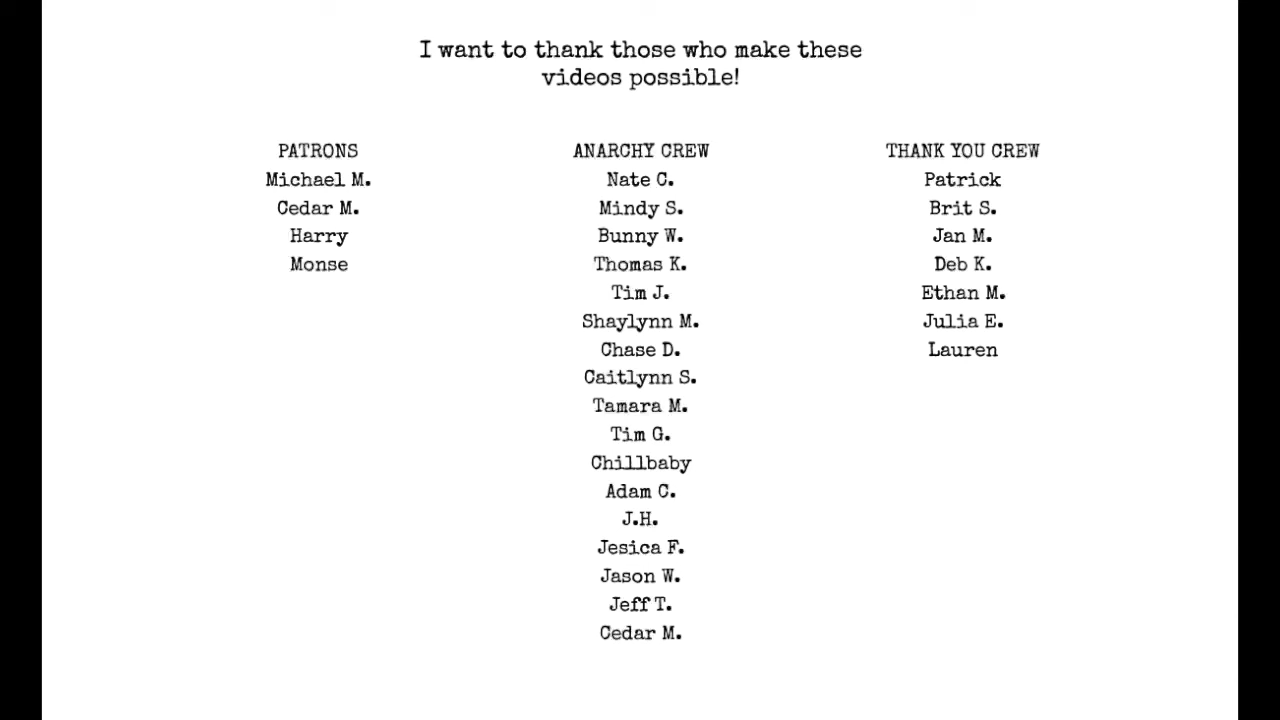 I want to thank those who make these
videos possible!
PATRONS
Michael M.
Cedar M.
Harry
Monse
ANARCHY CREW
Nate C.
Mindy S.
Bunny W.
Thomas K.
Tim J.
Shaylynn M.
Chase D.
Caitlynn S.
Tamara M.
Tim G.
Chillbaby
Adam C.
J.H.
Jesica F.
Jason W.
Jeff T.
Cedar M.
THANK YOU CREW
Patrick
Brit S.
Jan M.
Deb K.
Ethan M.
Julia E.
Lauren